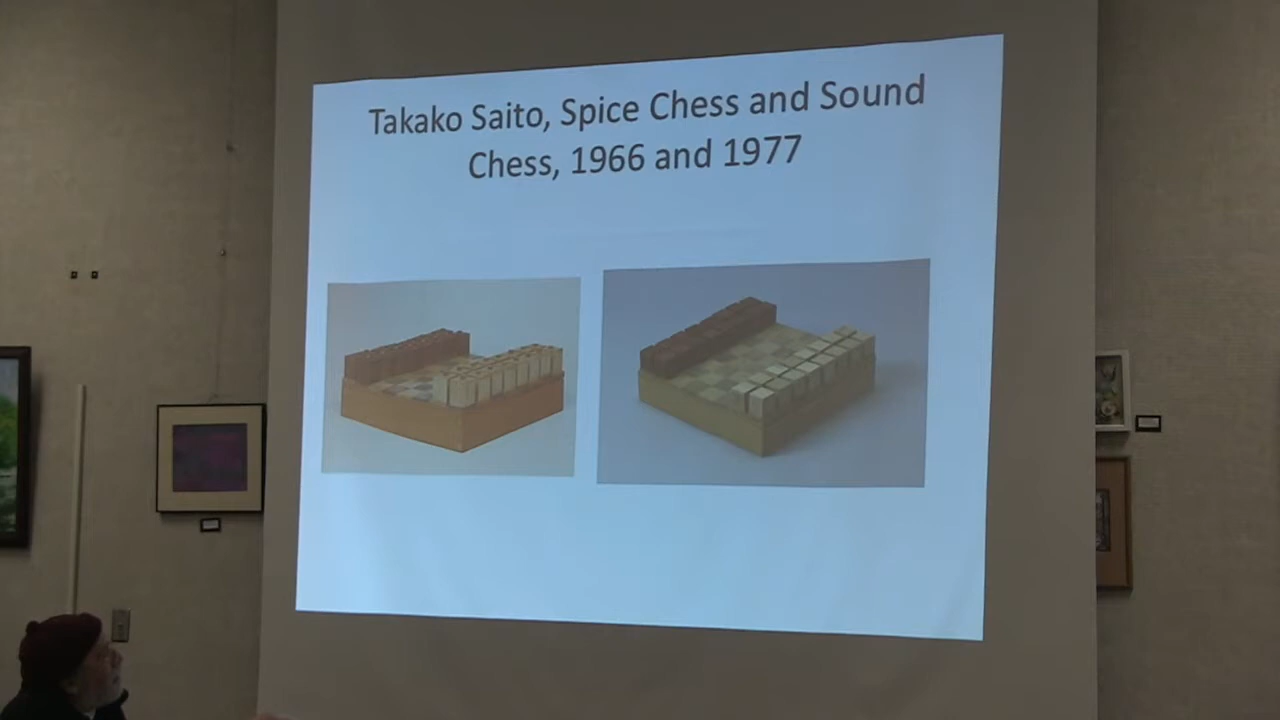 Takako Saito, Spice Chess and Sound
Chess, 1966 and 1977